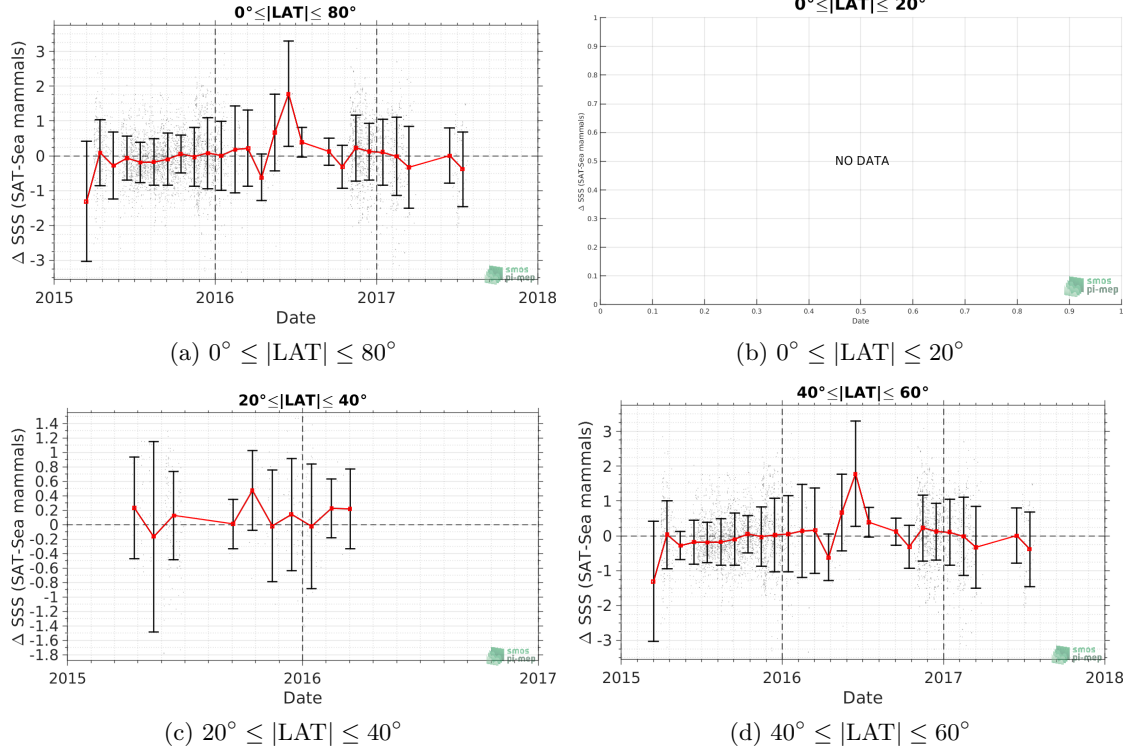 0°≤|LAT|≤ 80°
3
2
1
0
-1
-2
-3
Δ SSS (SAT-Sea mammals)
2015
2016
2017
2018
Date
smos
pi-mep
(a) 0° ≤ |LAT| ≤ 80°
0°≤|LAT|≤ 20°
1
0.9
0.8
0.7
0.6
0.5
0.4
0.3
0.2
0.1
0
Δ SSS (SAT-Sea mammals)
NO DATA
0
0.1
0.2
0.3
0.4
0.5
0.6
0.7
0.8
0.9
1
Date
smos
pi-mep
(b) 0° ≤ |LAT| ≤ 20°
20°≤|LAT|≤ 40°
1.4
1.2
1
0.8
0.6
0.4
0.2
0
-0.2
-0.4
-0.6
-0.8
-1
-1.2
-1.4
-1.6
-1.8
Δ SSS (SAT-Sea mammals)
2015
2016
2017
Date
smos
pi-mep
(c) 20° ≤ |LAT| ≤ 40°
40°≤|LAT|≤ 60°
3
2
1
0
-1
-2
-3
Δ SSS (SAT-Sea mammals)
2015
2016
2017
2018
Date
smos
pi-mep
(d) 40° ≤ |LAT| ≤ 60°